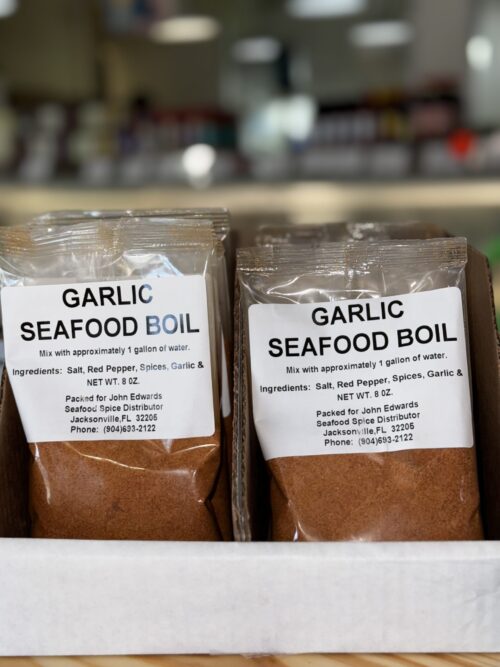 GARLIC
SEAFOOD BOIL
Mix with approximately 1 gallon of water.
Ingredients: Salt, Red Pepper, Spices, Garlic &
NET WT. 8 OZ.
Packed for John Edwards
Seafood Spice Distributor
Jacksonville,FL 32205
Phone: (904)693-2122
GARLIC
SEAFOOD BOIL
Mix with approximately 1 gallon of water.
Ingredients: Salt, Red Pepper, Spices, Garlic &
NET WT. 8 OZ.
Packed for John Edwards
Seafood Spice Distributor
Jacksonville,FL 32205
Phone: (904)693-2122